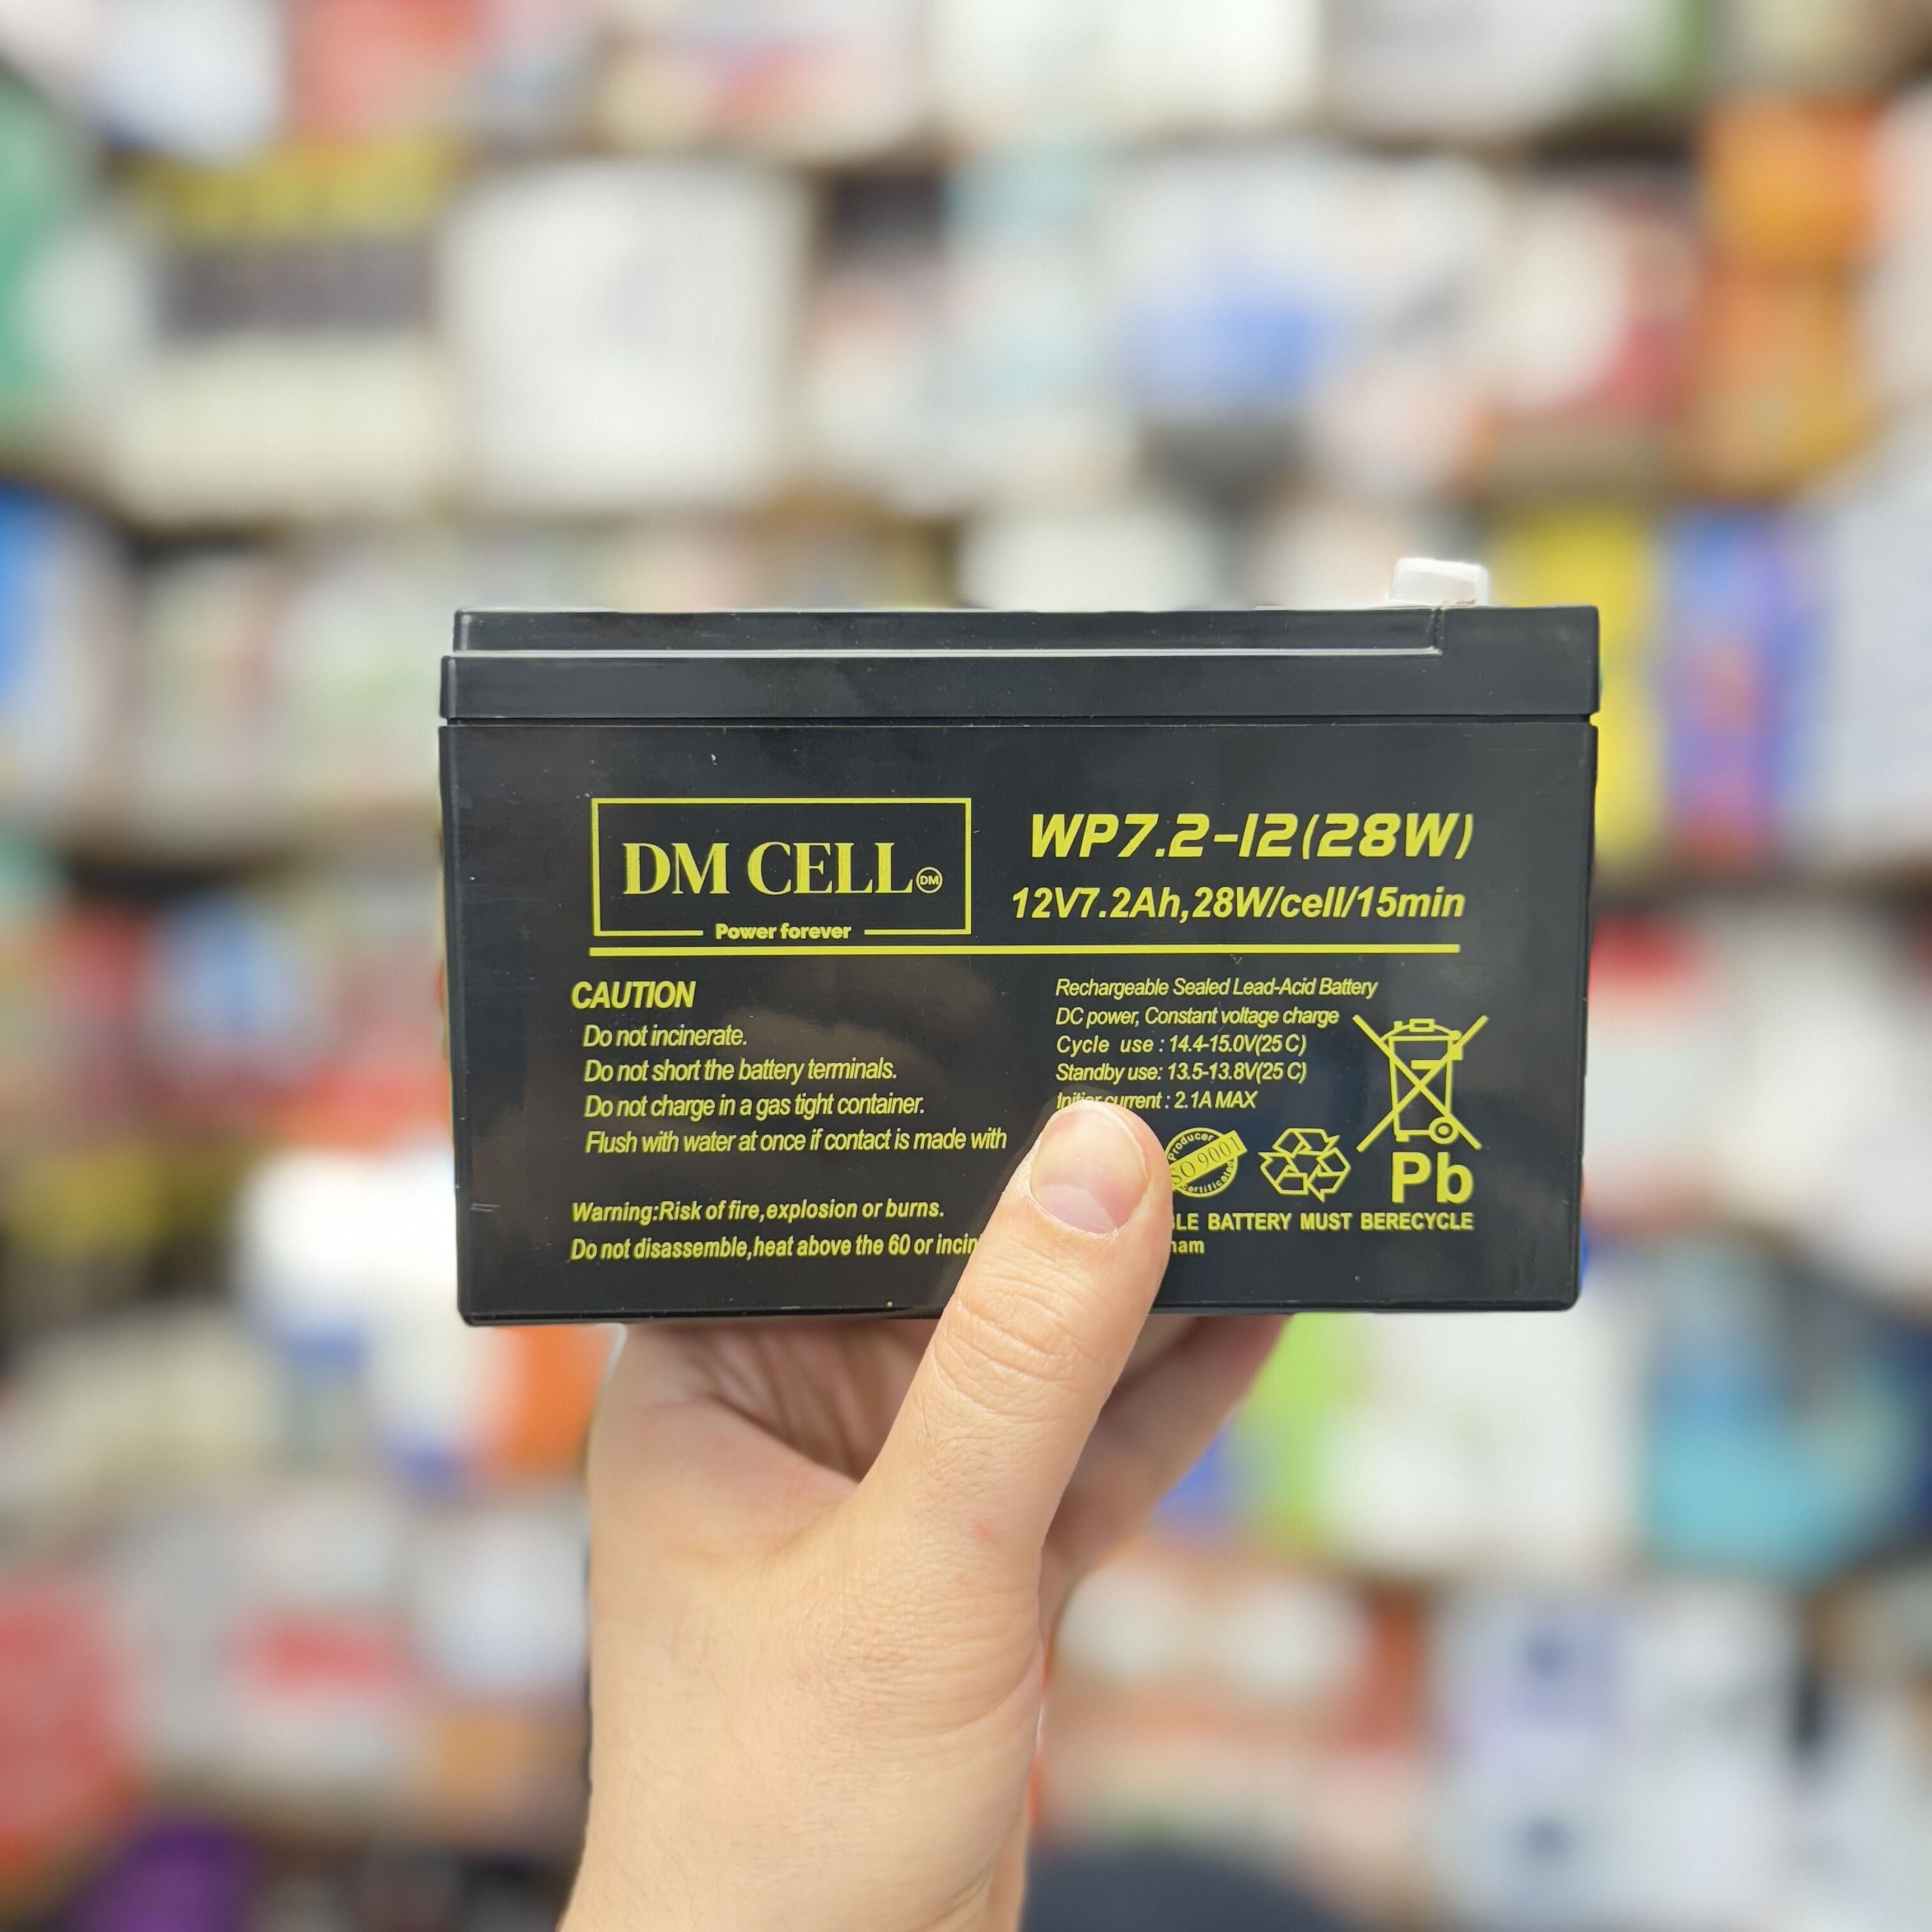 DM CELL DM
Power forever
WP7.2-12(28W)
12V7.2Ah,28W/cell/15min
CAUTION
Do not incinerate.
Do not short the battery terminals.
Do not charge in a gas tight container.
Flush with water at once if contact is made with
Warning:Risk of fire,explosion or burns.
Do not disassemble,heat above the 60 or
Rechargeable Sealed Lead-Acid Battery
DC power, Constant voltage charge
Cycle use : 14.4-15.0V(25 C)
Standby use: 13.5-13.8V(25 C)
current : 2.1A MAX
Producer
9001
Certificated
Pb
BATTERY MUST BERECYCLE